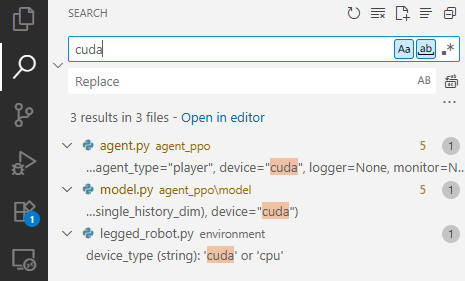 SEARCH
cuda
Aa ab
Replace AB
3 results in 3 files - Open in editor
agent.py agent_ppo 5 1
...agent_type="player", device="cuda", logger=None, monitor=N...
model.py agent_ppo\model 5 1
...single_history_dim), device="cuda")
legged_robot.py environment 1
device_type (string): 'cuda' or 'cpu'
1